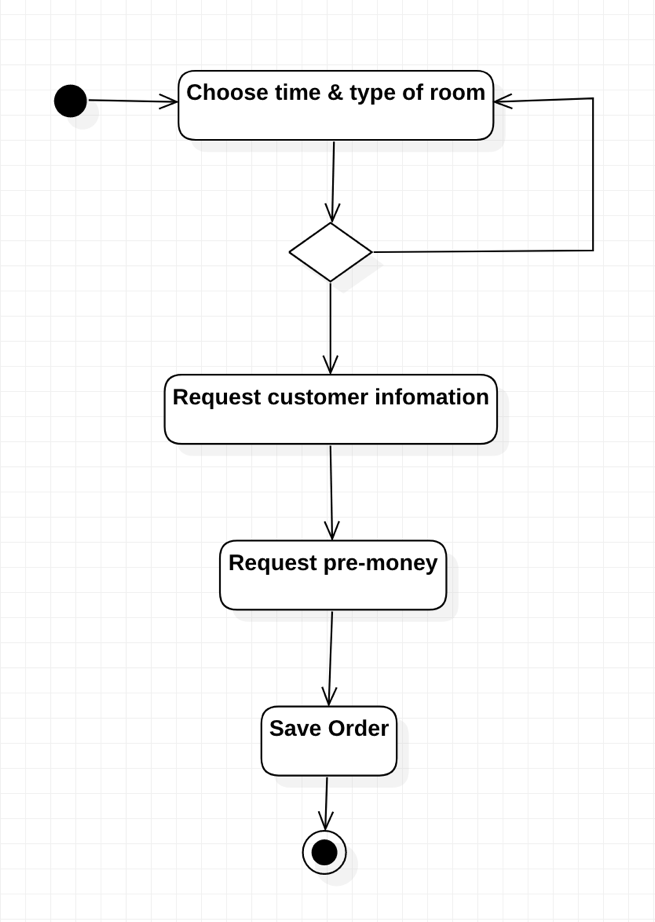 Choose time & type of room
Request customer infomation
Request pre-money
Save Order